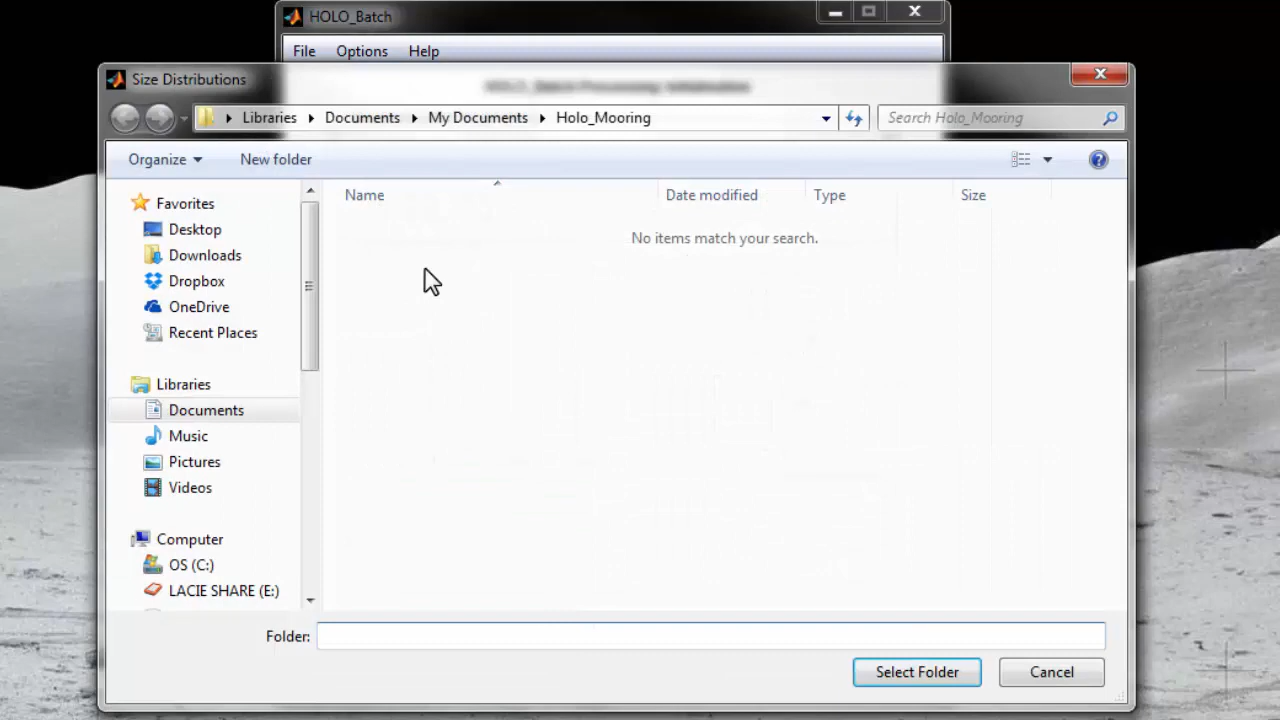 HOLO_Batch
File Options Help
Size Distributions
HOLO_Batch Processing
Libraries Documents My Documents Holo_Mooring
Search Holo_Mooring
Organize New folder
Name Date modified Type Size
No items match your search.
Favorites
Desktop
Downloads
Dropbox
OneDrive
Recent Places
Libraries
Documents
Music
Pictures
Videos
Computer
OS (C:)
LACIE SHARE (E:)
Folder:
Select Folder Cancel